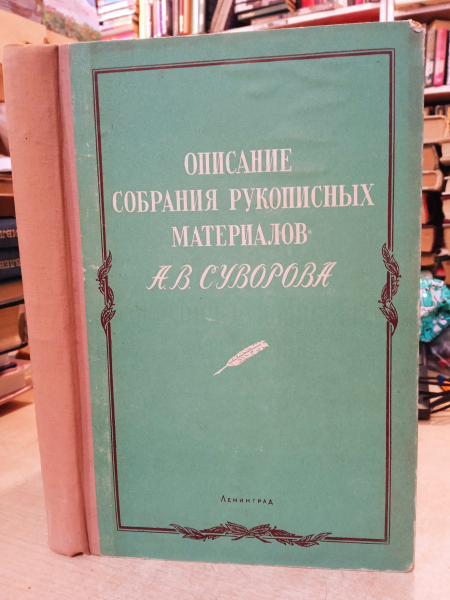 ОПИСАНИЕ
СОБРАНИЯ РУКОПИСНЫХ
МАТЕРИАЛОВ
А.В. СУВОРОВА
ЛЕНИНГРАД